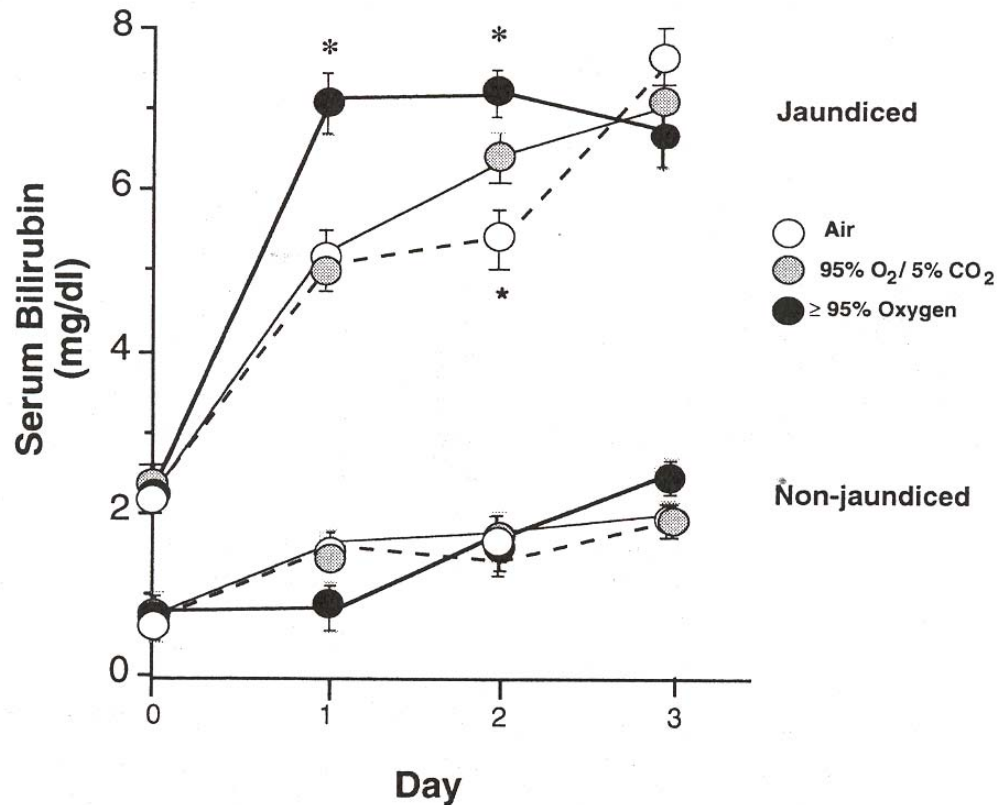 8
*
*
Jaundiced
6
Air
95% O₂/ 5% CO₂
≥ 95% Oxygen
*
4
Serum Bilirubin
(mg/dl)
2
Non-jaundiced
0
0
1
2
3
Day